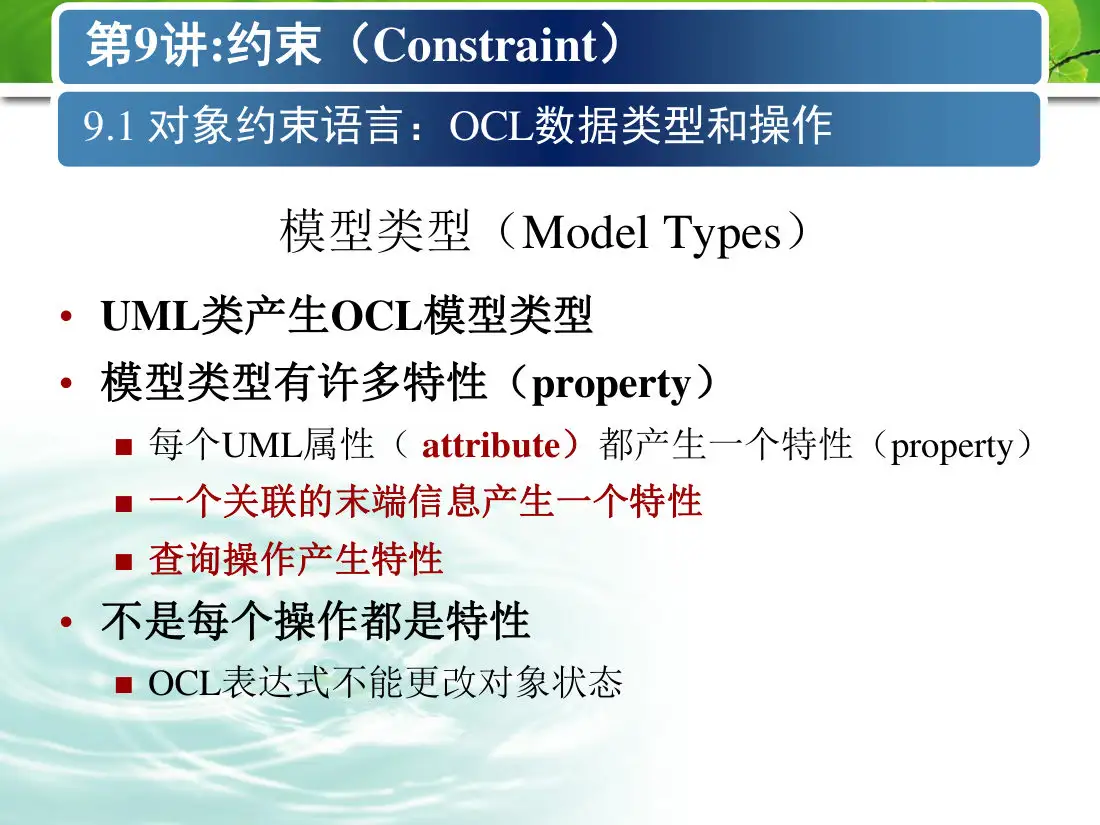 第9讲:约束（Constraint）
9.1 对象约束语言：OCL数据类型和操作
模型类型（Model Types）
• UML类产生OCL模型类型
• 模型类型有许多特性（property）
■ 每个UML属性（ attribute）都产生一个特性（property）
■ 一个关联的末端信息产生一个特性
■ 查询操作产生特性
• 不是每个操作都是特性
■ OCL表达式不能更改对象状态